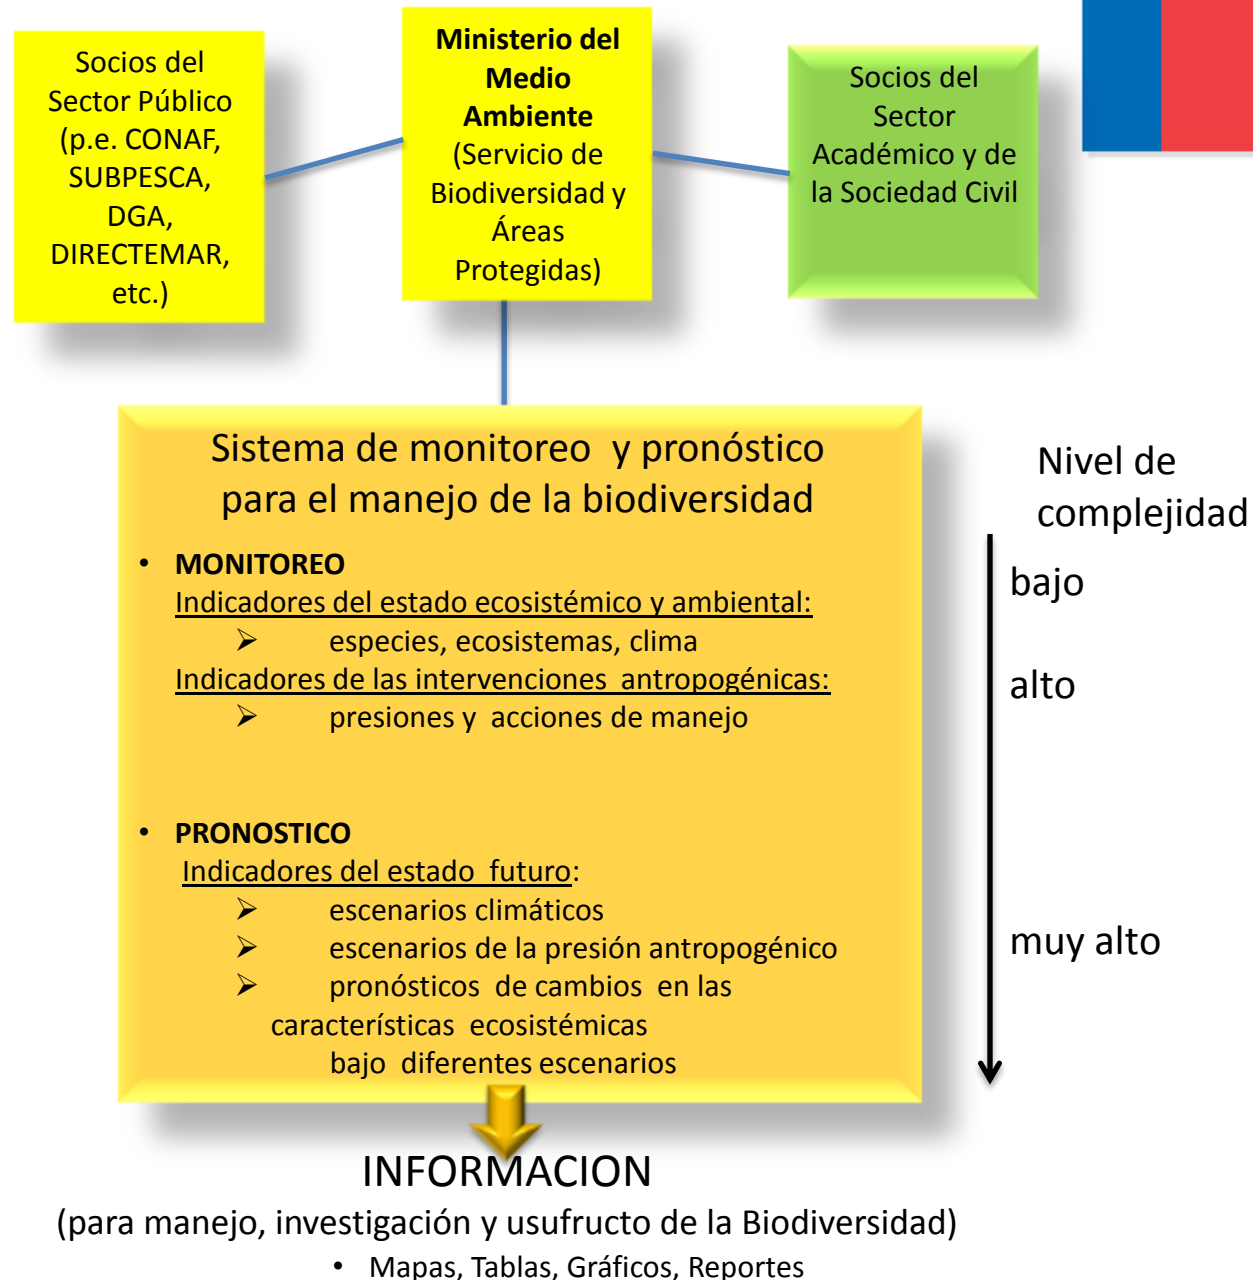 Socios del
Sector Público
(p.e. CONAF,
SUBPESCA,
DGA,
DIRECTEMAR,
etc.)
Ministerio del
Medio
Ambiente
(Servicio de
Biodiversidad y
Áreas
Protegidas)
Socios del
Sector
Académico y de
la Sociedad Civil
Sistema de monitoreo y pronóstico
para el manejo de la biodiversidad
• MONITOREO
Indicadores del estado ecosistémico y ambiental:
➢ especies, ecosistemas, clima
Indicadores de las intervenciones antropogénicas:
➢ presiones y acciones de manejo
• PRONOSTICO
Indicadores del estado futuro:
➢ escenarios climáticos
➢ escenarios de la presión antropogénico
➢ pronósticos de cambios en las
características ecosistémicas
bajo diferentes escenarios
Nivel de
complejidad
bajo
alto
muy alto
INFORMACION
(para manejo, investigación y usufructo de la Biodiversidad)
• Mapas, Tablas, Gráficos, Reportes